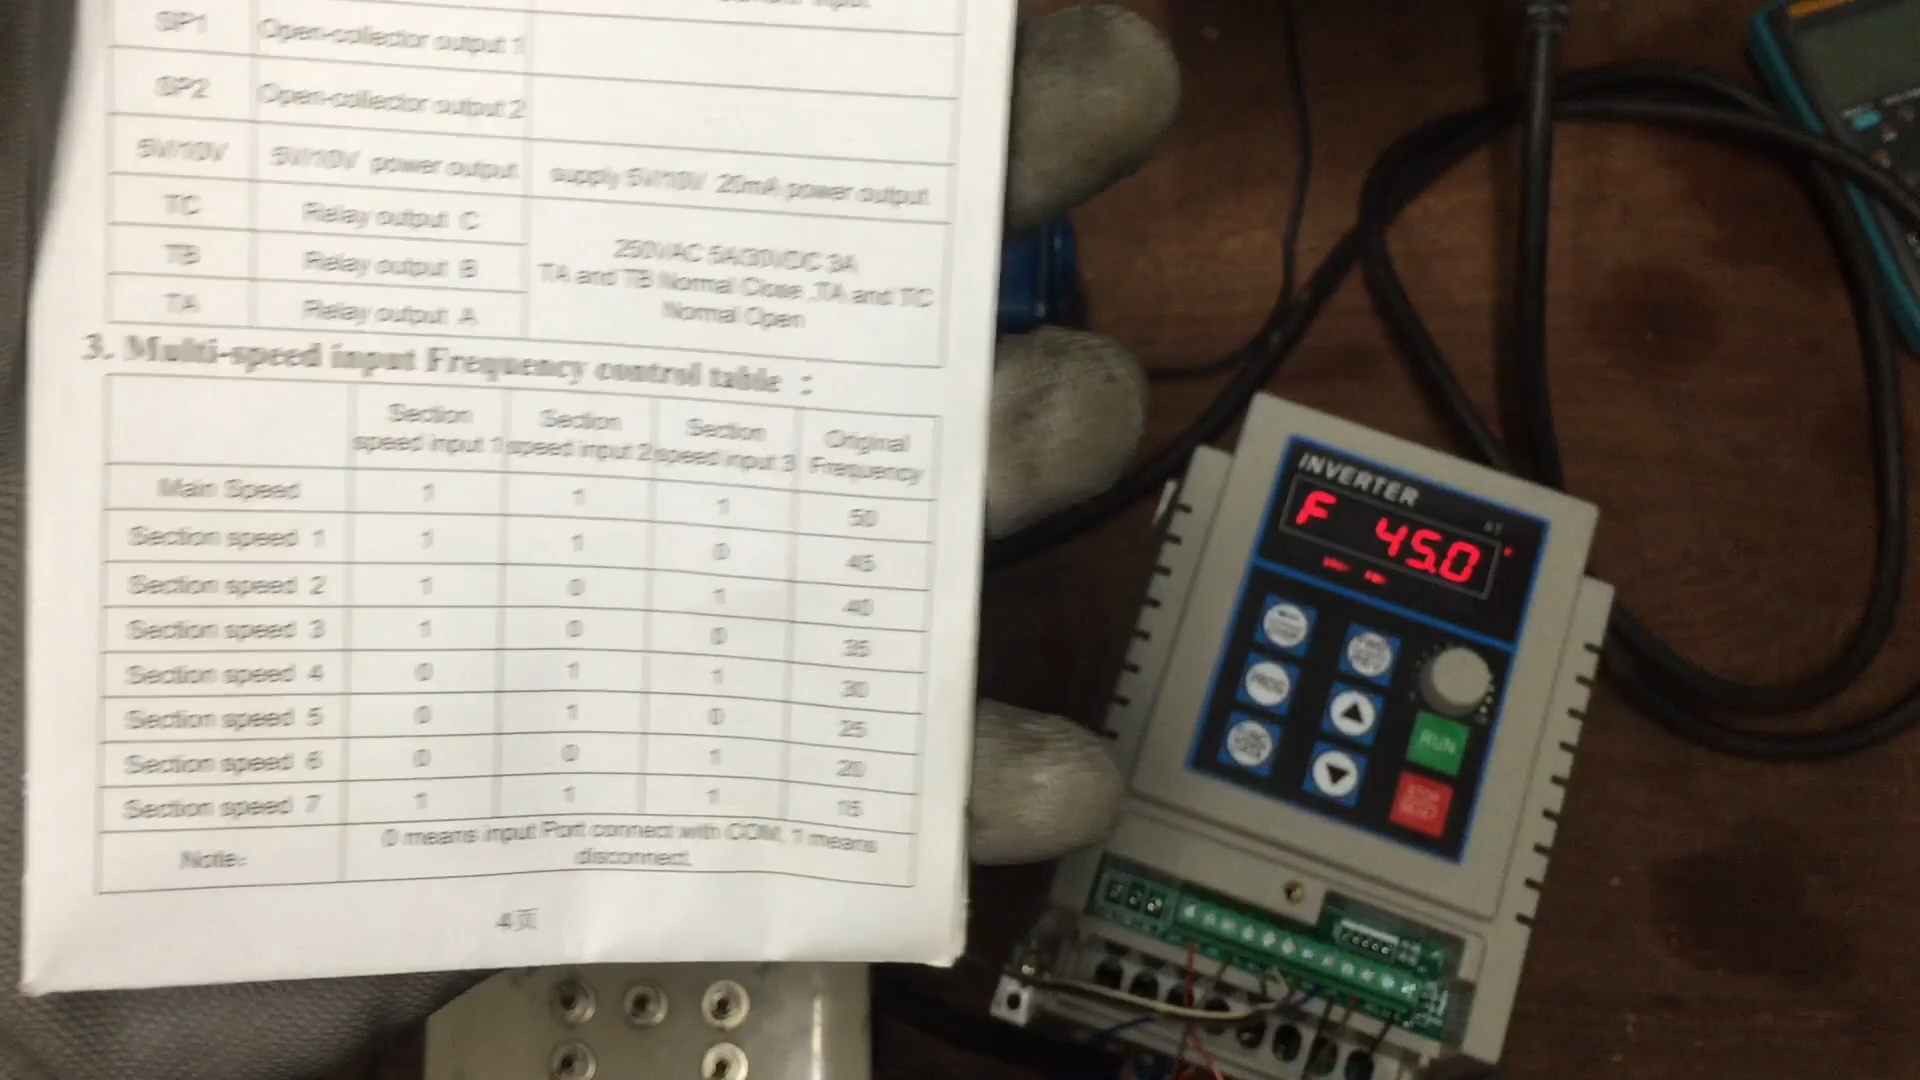 SP1 Open-collector output 1
SP2 Open-collector output 2
5V/10V 5V/10V power output supply 5V/10V 20mA power output
TC Relay output C
TB Relay output B
TA Relay output A
250VAC 5A/30VDC 3A
TA and TB Normal Close ,TA and TC
Normal Open
3. Multi-speed input Frequency control table :
Section speed input 1 Section speed input 2 Section speed input 3 Original Frequency
Main Speed 1 1 1 50
Section speed 1 1 1 0 45
Section speed 2 1 0 1 40
Section speed 3 1 0 0 35
Section speed 4 0 1 1 30
Section speed 5 0 1 0 25
Section speed 6 0 0 1 20
Section speed 7 1 1 1 15
Note: 0 means input Port connect with COM, 1 means
disconnect.
4页
INVERTER
F 45.0
PROG
RUN
STOP
RESET